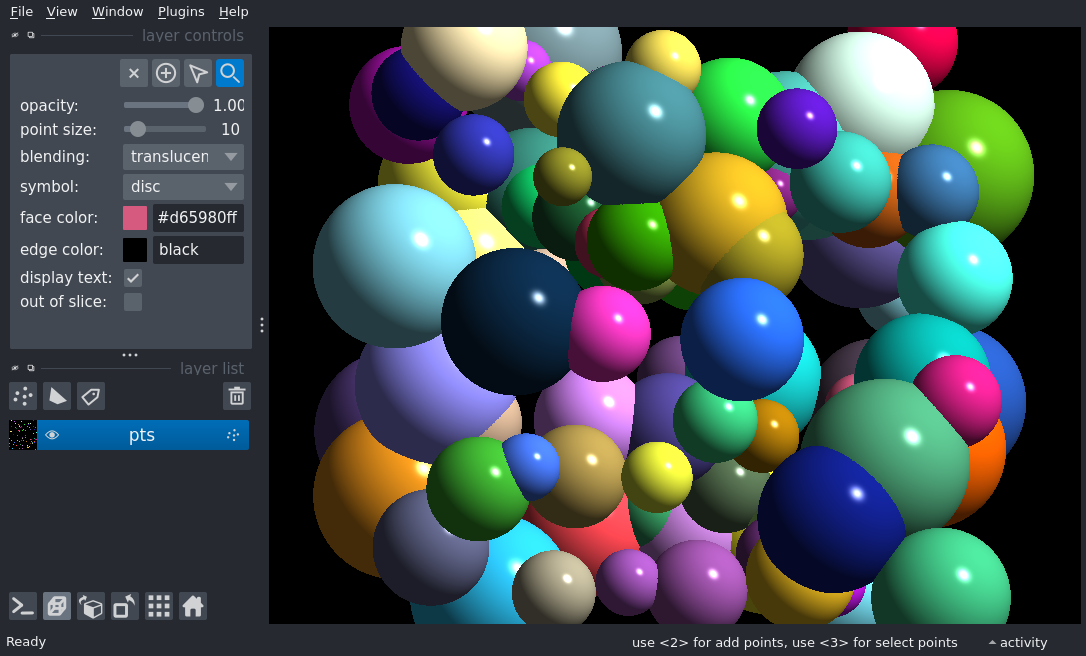 File View Window Plugins Help
layer controls
opacity: 1.00
point size: 10
blending: translucen
symbol: disc
face color: #d65980ff
edge color: black
display text:
out of slice:
layer list
pts
Ready
use <2> for add points, use <3> for select points
activity